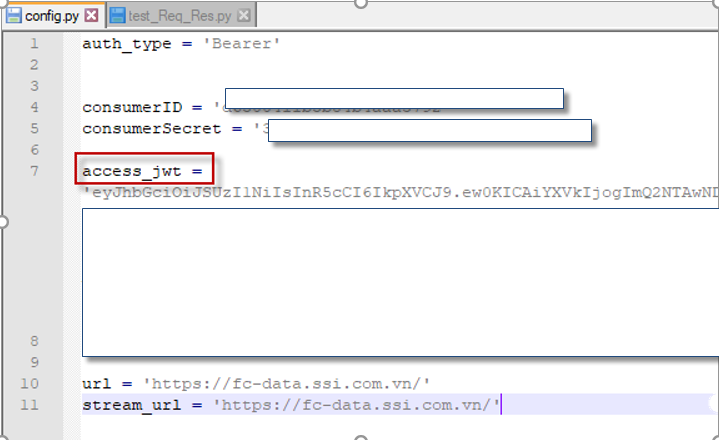 config.py test_Req_Res.py
1 auth_type = 'Bearer'
2
3
4 consumerID = '
5 consumerSecret = '3
6
7 access_jwt =
'eyJhbGciOiJSUzI1NiIsInR5cCI6IkpXVCJ9.ew0KICAiYXVkIjogImQ2NTAwND
8
9
10 url = 'https://fc-data.ssi.com.vn/'
11 stream_url = 'https://fc-data.ssi.com.vn/'